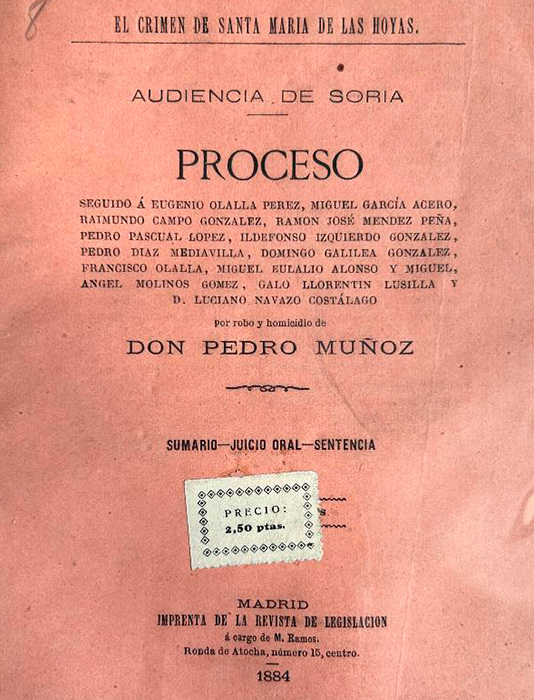 8
EL CRIMEN DE SANTA MARIA DE LAS HOYAS.
AUDIENCIA DE SORIA
PROCESO
SEGUIDO Á EUGENIO OLALLA PEREZ, MIGUEL GARCÍA ACERO,
RAIMUNDO CAMPO GONZALEZ, RAMON JOSÉ MENDEZ PEÑA,
PEDRO PASCUAL LOPEZ, ILDEFONSO IZQUIERDO GONZALEZ,
PEDRO DIAZ MEDIAVILLA, DOMINGO GALILEA GONZALEZ,
FRANCISCO OLALLA, MIGUEL EULALIO ALONSO Y MIGUEL,
ANGEL MOLINOS GOMEZ, GALO LLORENTIN LUSILLA Y
D. LUCIANO NAVAZO COSTÁLAGO
por robo y homicidio de
DON PEDRO MUÑOZ
SUMARIO—JUICIO ORAL—SENTENCIA
PRECIO:
2,50 ptas.
MADRID
IMPRENTA DE LA REVISTA DE LEGISLACION
á cargo de M. Ramos.
Ronda de Atocha, número 15, centro.
1884